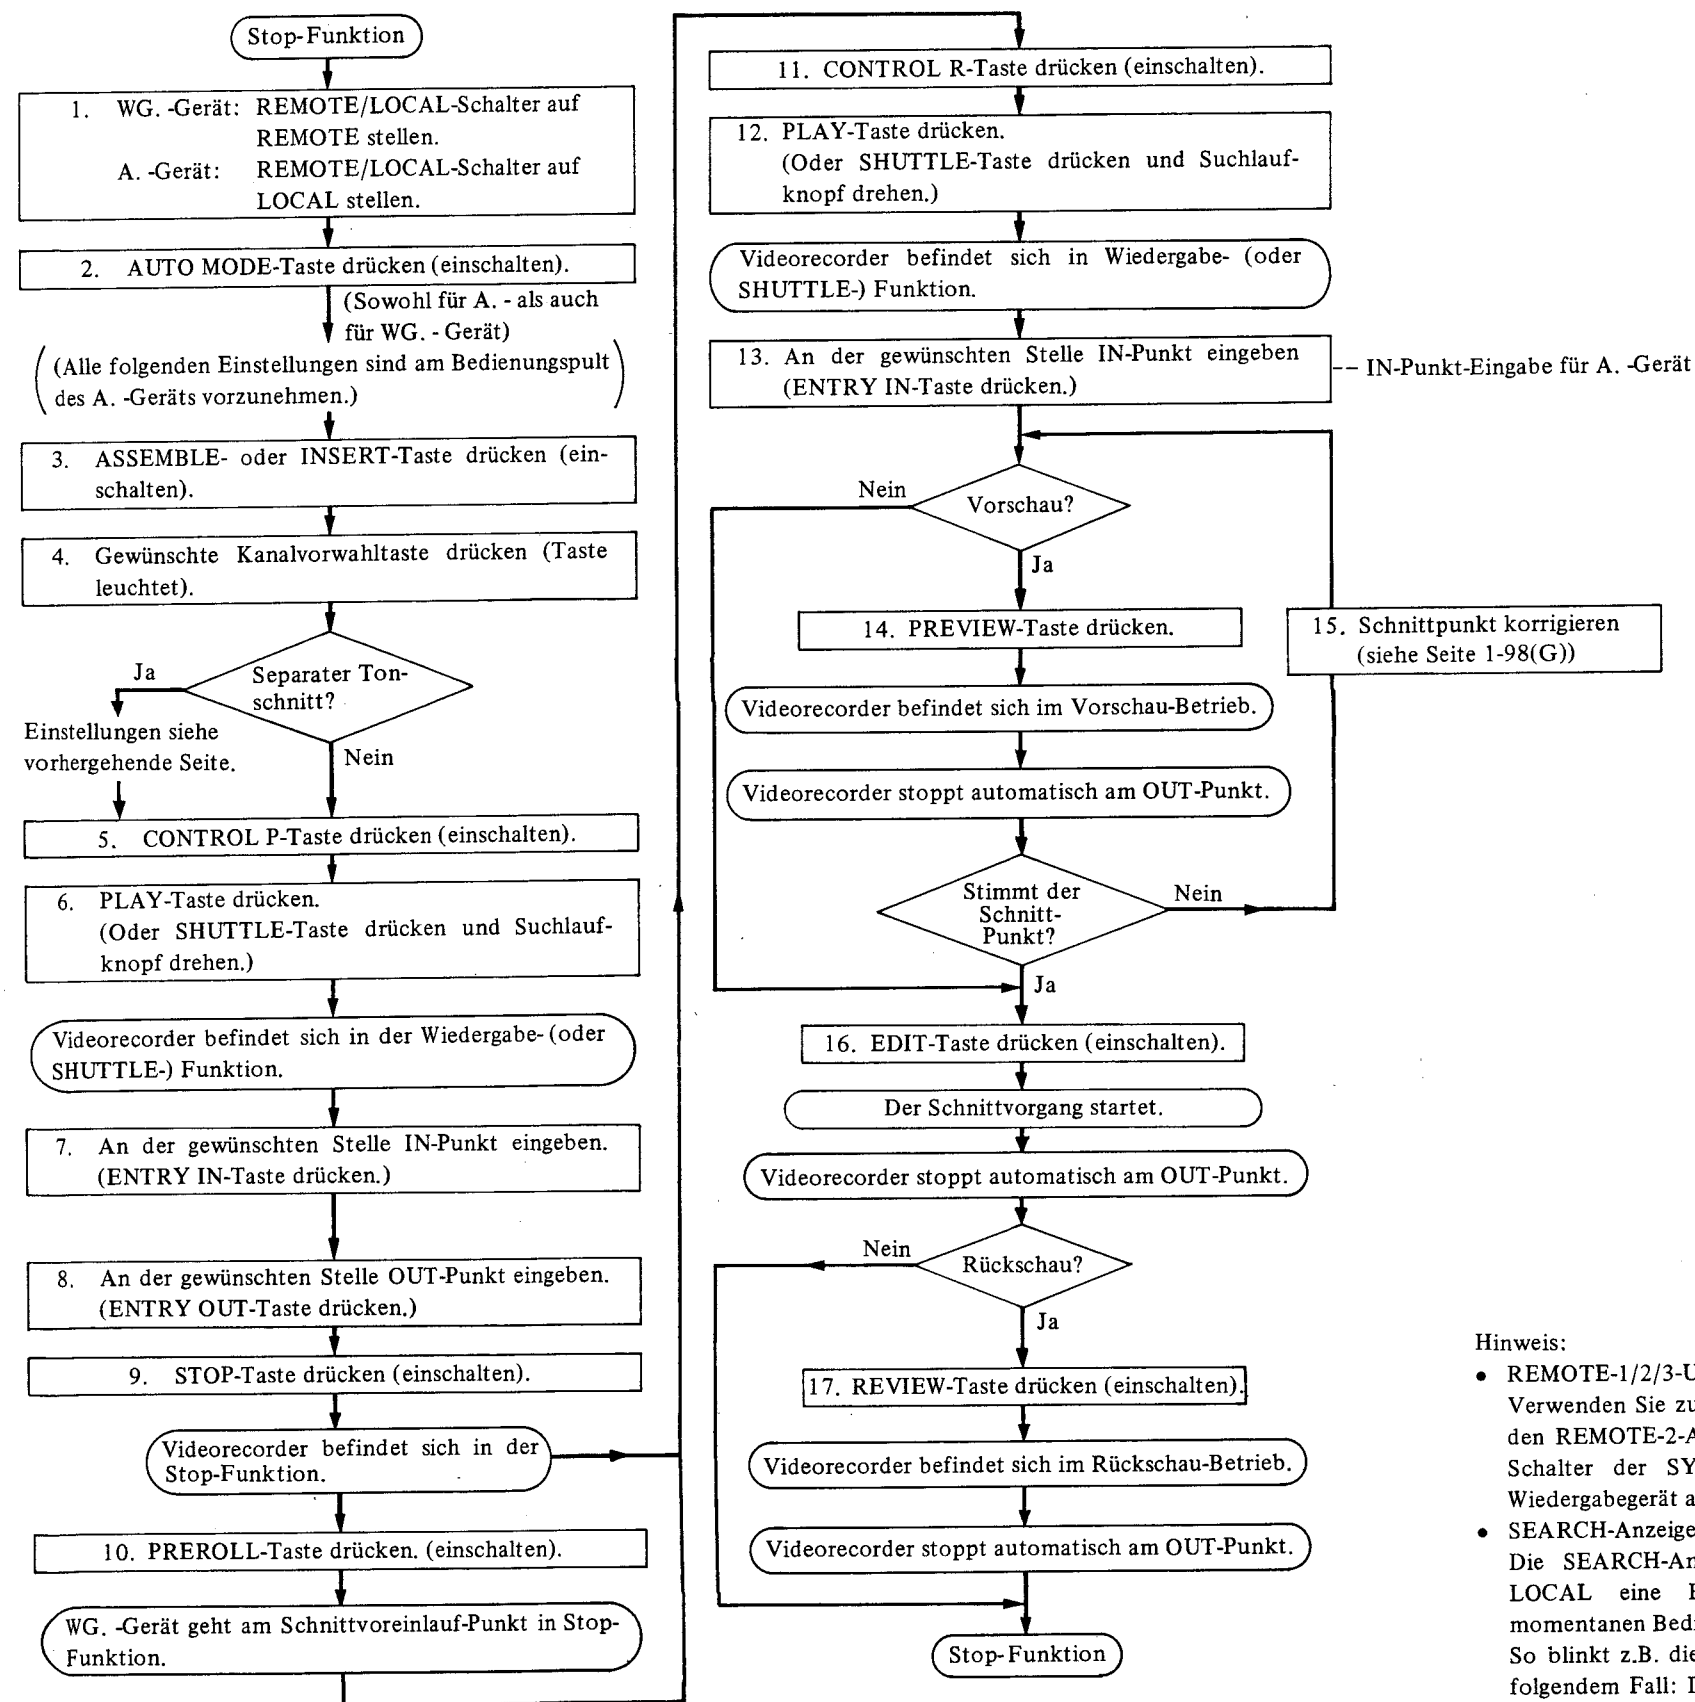 Stop-Funktion
1. WG. -Gerät: REMOTE/LOCAL-Schalter auf
REMOTE stellen.
A. -Gerät: REMOTE/LOCAL-Schalter auf
LOCAL stellen.
2. AUTO MODE-Taste drücken (einschalten).
(Sowohl für A. - als auch
für WG. - Gerät)
(Alle folgenden Einstellungen sind am Bedienungspult
des A. -Geräts vorzunehmen.)
3. ASSEMBLE- oder INSERT-Taste drücken (ein-
schalten).
4. Gewünschte Kanalvorwahltaste drücken (Taste
leuchtet).
Separater Ton-
schnitt?
Ja
Einstellungen siehe
vorhergehende Seite.
Nein
5. CONTROL P-Taste drücken (einschalten).
6. PLAY-Taste drücken.
(Oder SHUTTLE-Taste drücken und Suchlauf-
knopf drehen.)
Videorecorder befindet sich in der Wiedergabe- (oder
SHUTTLE-) Funktion.
7. An der gewünschten Stelle IN-Punkt eingeben.
(ENTRY IN-Taste drücken.)
8. An der gewünschten Stelle OUT-Punkt eingeben.
(ENTRY OUT-Taste drücken.)
9. STOP-Taste drücken (einschalten).
Videorecorder befindet sich in der
Stop-Funktion.
10. PREROLL-Taste drücken. (einschalten).
WG. -Gerät geht am Schnittvoreinlauf-Punkt in Stop-
Funktion.
11. CONTROL R-Taste drücken (einschalten).
12. PLAY-Taste drücken.
(Oder SHUTTLE-Taste drücken und Suchlauf-
knopf drehen.)
Videorecorder befindet sich in Wiedergabe- (oder
SHUTTLE-) Funktion.
13. An der gewünschten Stelle IN-Punkt eingeben
(ENTRY IN-Taste drücken.)
-- IN-Punkt-Eingabe für A. -Gerät
Vorschau?
Nein
Ja
14. PREVIEW-Taste drücken.
15. Schnittpunkt korrigieren
(siehe Seite 1-98(G))
Videorecorder befindet sich im Vorschau-Betrieb.
Videorecorder stoppt automatisch am OUT-Punkt.
Stimmt der
Schnitt-
Punkt?
Nein
Ja
16. EDIT-Taste drücken (einschalten).
Der Schnittvorgang startet.
Videorecorder stoppt automatisch am OUT-Punkt.
Nein
Rückschau?
Ja
17. REVIEW-Taste drücken (einschalten).
Videorecorder befindet sich im Rückschau-Betrieb.
Videorecorder stoppt automatisch am OUT-Punkt.
Stop-Funktion
Hinweis:
• REMOTE-1/2/3-U
Verwenden Sie zu
den REMOTE-2-A
Schalter der SY
Wiedergabegerät a
• SEARCH-Anzeige
Die SEARCH-An
LOCAL eine
momentanen Bedi
So blinkt z.B. die
folgendem Fall: